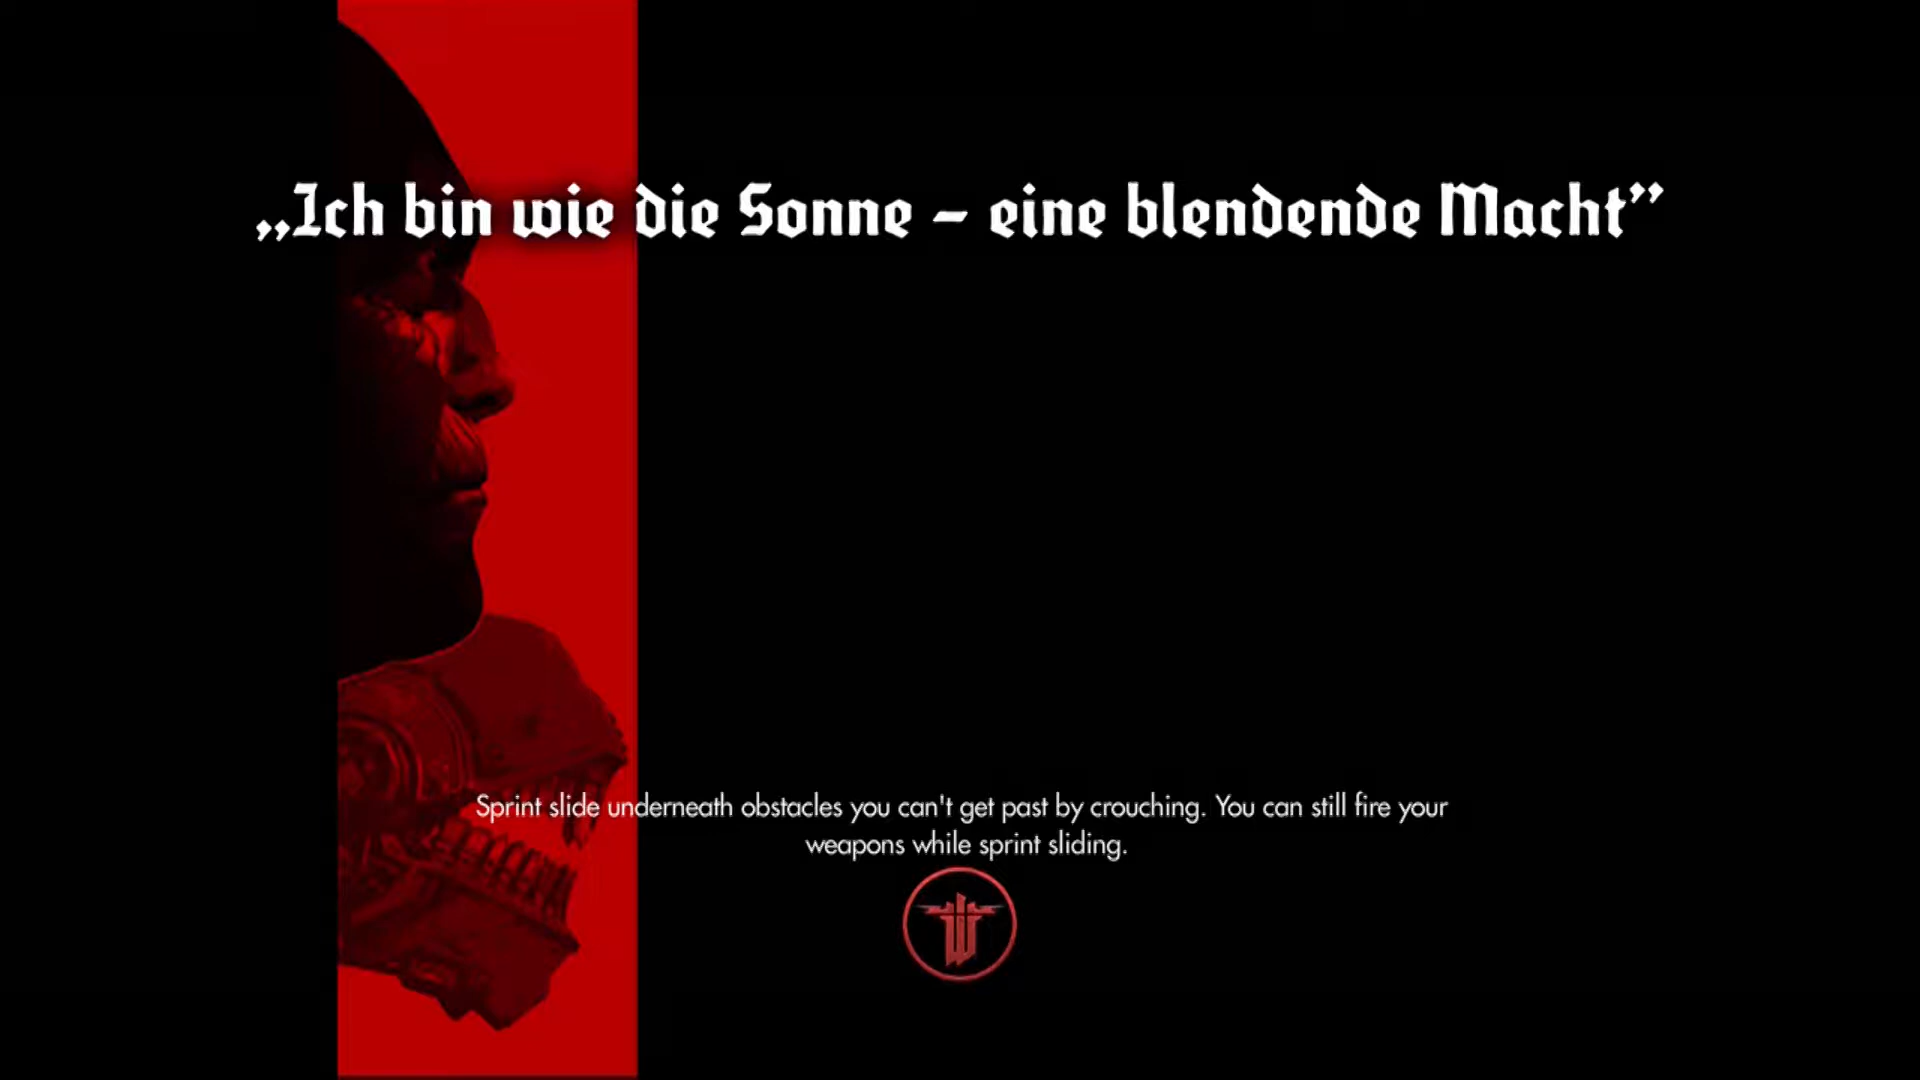 „Ich bin wie die Sonne – eine blendende Macht”
Sprint slide underneath obstacles you can't get past by crouching. You can still fire your
weapons while sprint sliding.